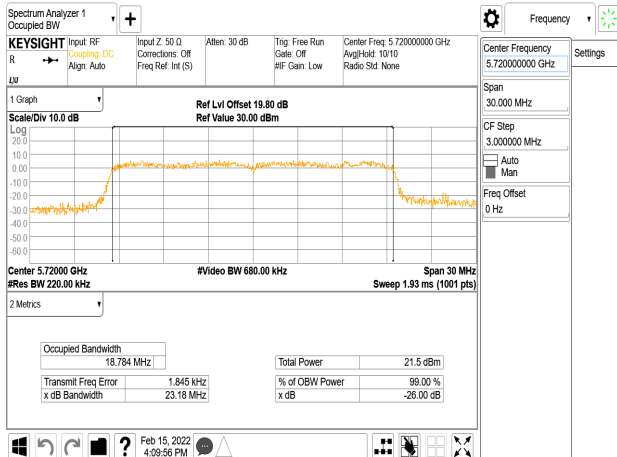 Spectrum Analyzer 1
Occupied BW
Frequency
KEYSIGHT
R
Input: RF
Coupling: DC
Align: Auto
Input Z: 50 Ω
Corrections: Off
Freq Ref: Int (S)
Atten: 30 dB
Trig: Free Run
Gate: Off
#IF Gain: Low
Center Freq: 5.720000000 GHz
Avg|Hold: 10/10
Radio Std: None
LXI
Center Frequency
5.720000000 GHz
Settings
Span
30.000 MHz
CF Step
3.000000 MHz
Auto
Man
Freq Offset
0 Hz
1 Graph
Scale/Div 10.0 dB
Ref Lvl Offset 19.80 dB
Ref Value 30.00 dBm
Log
20.0
10.0
0.00
-10.0
-20.0
-30.0
-40.0
-50.0
-60.0
Center 5.72000 GHz
#Video BW 680.00 kHz
Span 30 MHz
#Res BW 220.00 kHz
Sweep 1.93 ms (1001 pts)
2 Metrics
Occupied Bandwidth
18.784 MHz
Total Power 21.5 dBm
Transmit Freq Error 1.845 kHz
% of OBW Power 99.00 %
x dB Bandwidth 23.18 MHz
x dB -26.00 dB
?
Feb 15, 2022
4:09:56 PM